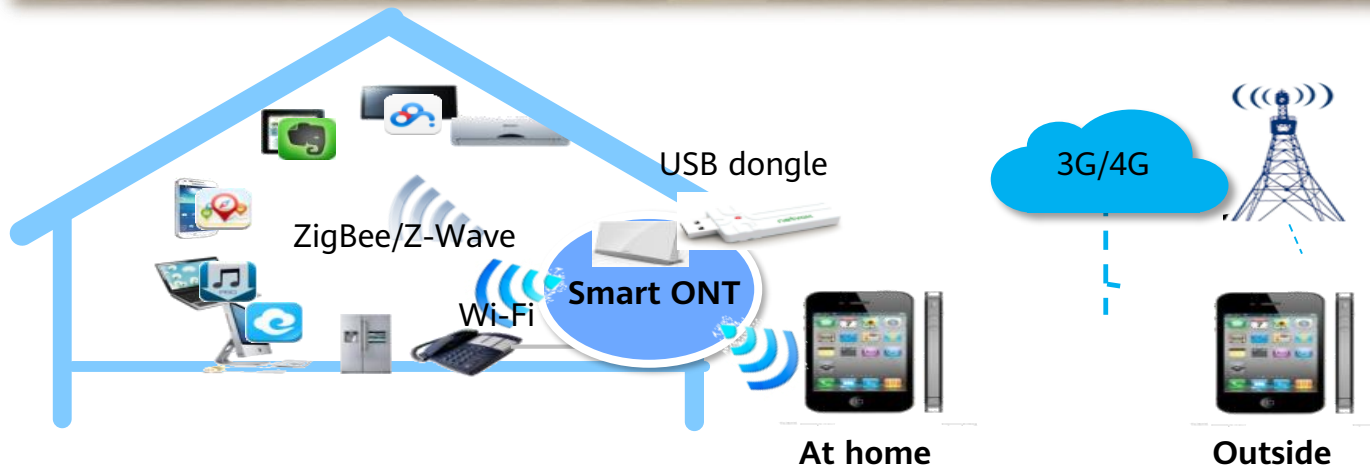 USB dongle
3G/4G
ZigBee/Z-Wave
Smart ONT
Wi-Fi
At home
Outside